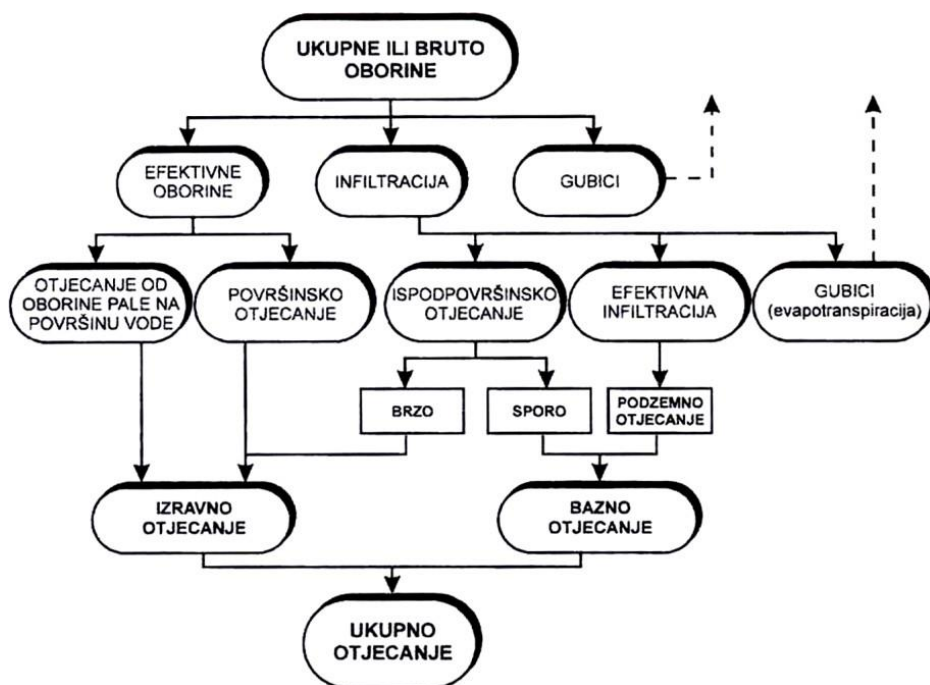 UKUPNE ILI BRUTO
OBORINE
EFEKTIVNE
OBORINE
INFILTRACIJA
GUBICI
OTJECANJE OD
OBORINE PALE NA
POVRŠINU VODE
POVRŠINSKO
OTJECANJE
ISPODPOVRŠINSKO
OTJECANJE
EFEKTIVNA
INFILTRACIJA
GUBICI
(evapotranspiracija)
BRZO
SPORO
PODZEMNO
OTJECANJE
IZRAVNO
OTJECANJE
BAZNO
OTJECANJE
UKUPNO
OTJECANJE